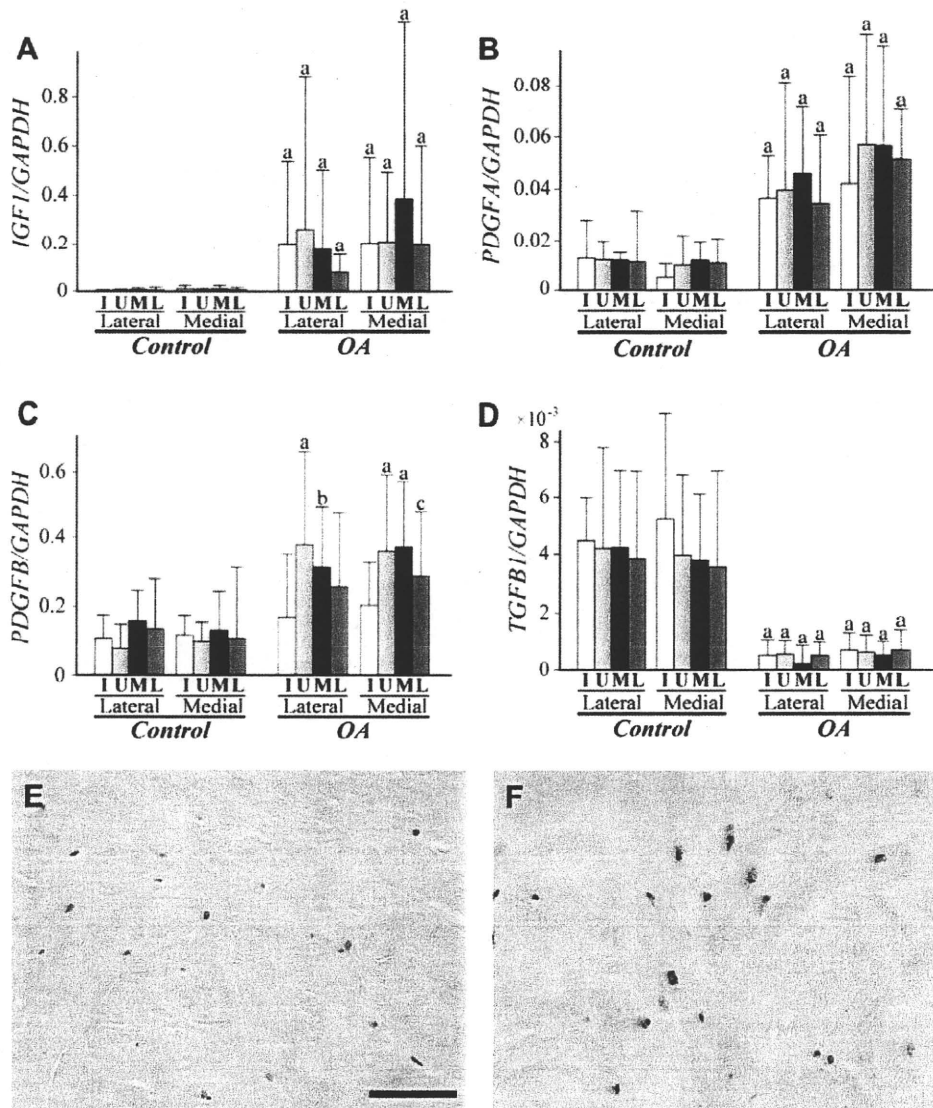 A
IGF1/GAPDH
0.8
0.6
0.4
0.2
0
a a a a a a a a
I U M L I U M L I U M L I U M L
Lateral Medial Lateral Medial
Control OA
B
PDGFA/GAPDH
0.08
0.06
0.04
0.02
0
a a a a a a a a
I U M L I U M L I U M L I U M L
Lateral Medial Lateral Medial
Control OA
C
PDGFB/GAPDH
0.6
0.4
0.2
0
a b a a c
I U M L I U M L I U M L I U M L
Lateral Medial Lateral Medial
Control OA
D
×10-3
TGFB1/GAPDH
8
6
4
2
0
a a a a a a a a
I U M L I U M L I U M L I U M L
Lateral Medial Lateral Medial
Control OA
E
F